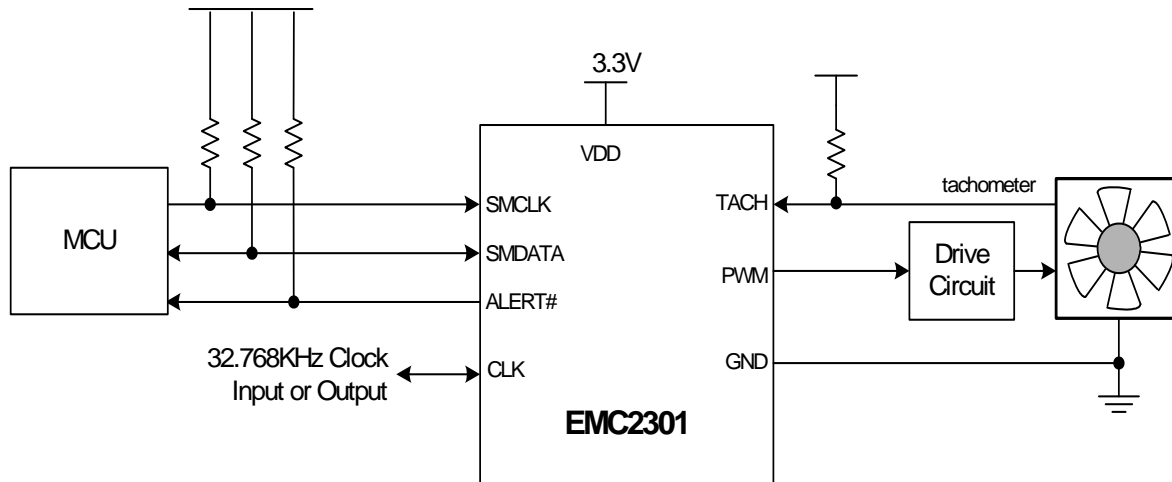 3.3V
VDD
MCU
SMCLK
SMDATA
ALERT#
32.768KHz Clock
Input or Output
CLK
TACH
tachometer
PWM
Drive
Circuit
GND
EMC2301